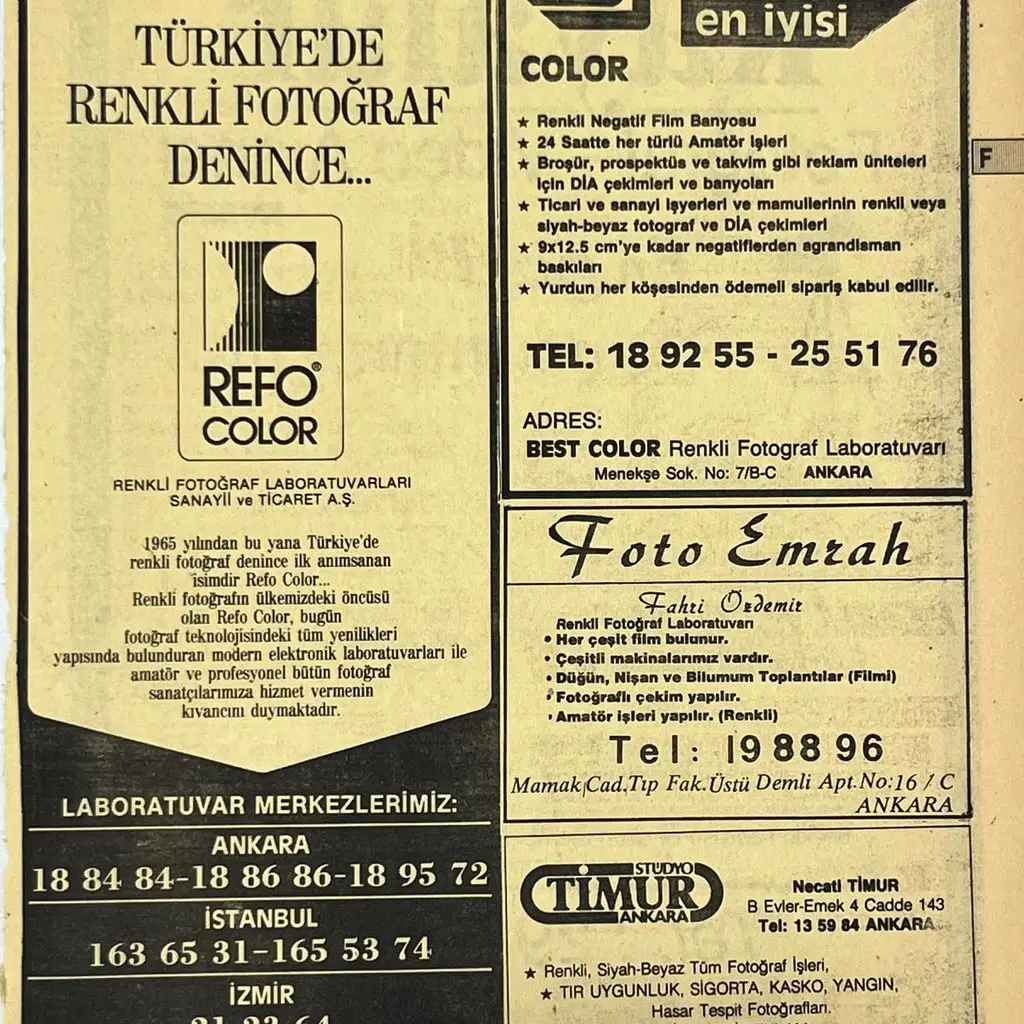 TÜRKİYE'DE
RENKLİ FOTOĞRAF
DENİNCE...
REFO®
COLOR
RENKLİ FOTOĞRAF LABORATUVARLARI
SANAYİİ ve TİCARET A.Ş.
1965 yılından bu yana Türkiye'de
renkli fotoğraf denince ilk anımsanan
isimdir Refo Color...
Renkli fotoğrafın ülkemizdeki öncüsü
olan Refo Color, bugün
fotoğraf teknolojisindeki tüm yenilikleri
yapısında bulunduran modern elektronik laboratuvarları ile
amatör ve profesyonel bütün fotoğraf
sanatçılarımıza hizmet vermenin
kıvancını duymaktadır.
LABORATUVAR MERKEZLERİMİZ:
ANKARA
18 84 84-18 86 86-18 95 72
İSTANBUL
163 65 31-165 53 74
İZMİR
en iyisi
COLOR
★ Renkli Negatif Film Banyosu
★ 24 Saatte her türlü Amatör işleri
★ Broşür, prospektüs ve takvim gibi reklam üniteleri
için DİA çekimleri ve banyoları
★ Ticari ve sanayi işyerleri ve mamullerinin renkli veya
siyah-beyaz fotograf ve DİA çekimleri
★ 9x12.5 cm'ye kadar negatiflerden agrandisman
baskıları
★ Yurdun her köşesinden ödemeli sipariş kabul edilir.
TEL: 18 92 55 - 25 51 76
ADRES:
BEST COLOR Renkli Fotograf Laboratuvarı
Menekşe Sok. No: 7/B-C ANKARA
Foto Emrah
Fahri Özdemir
Renkli Fotoğraf Laboratuvarı
• Her çeşit film bulunur.
• Çeşitli makinalarımız vardır.
• Düğün, Nişan ve Bilumum Toplantılar (Filmi)
• Fotoğraflı çekim yapılır.
• Amatör işleri yapılır. (Renkli)
Tel: 19 88 96
Mamak Cad. Tıp Fak. Üstü Demli Apt. No: 16 / C
ANKARA
STÜDYO
TİMUR
ANKARA
Necati TİMUR
B Evler-Emek 4 Cadde 143
Tel: 13 59 84 ANKARA
★ Renkli, Siyah-Beyaz Tüm Fotoğraf İşleri,
★ TIR UYGUNLUK, SİGORTA, KASKO, YANGIN,
Hasar Tespit Fotoğrafları.
F